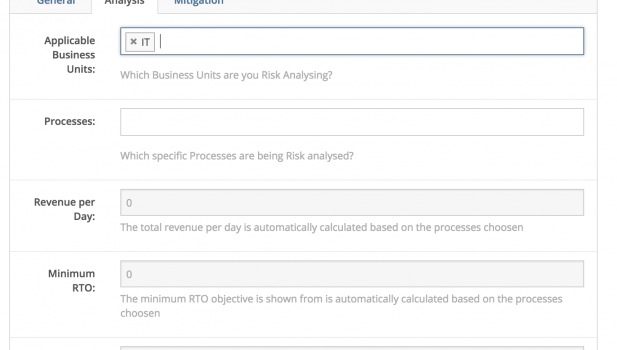 General Analysis Mitigation
Applicable
Business
Units:
× IT
Which Business Units are you Risk Analysing?
Processes:
Which specific Processes are being Risk analysed?
Revenue per
Day:
0
The total revenue per day is automatically calculated based on the processes choosen
Minimum
RTO:
0
The minimum RTO objective is shown from is automatically calculated based on the processes
choosen